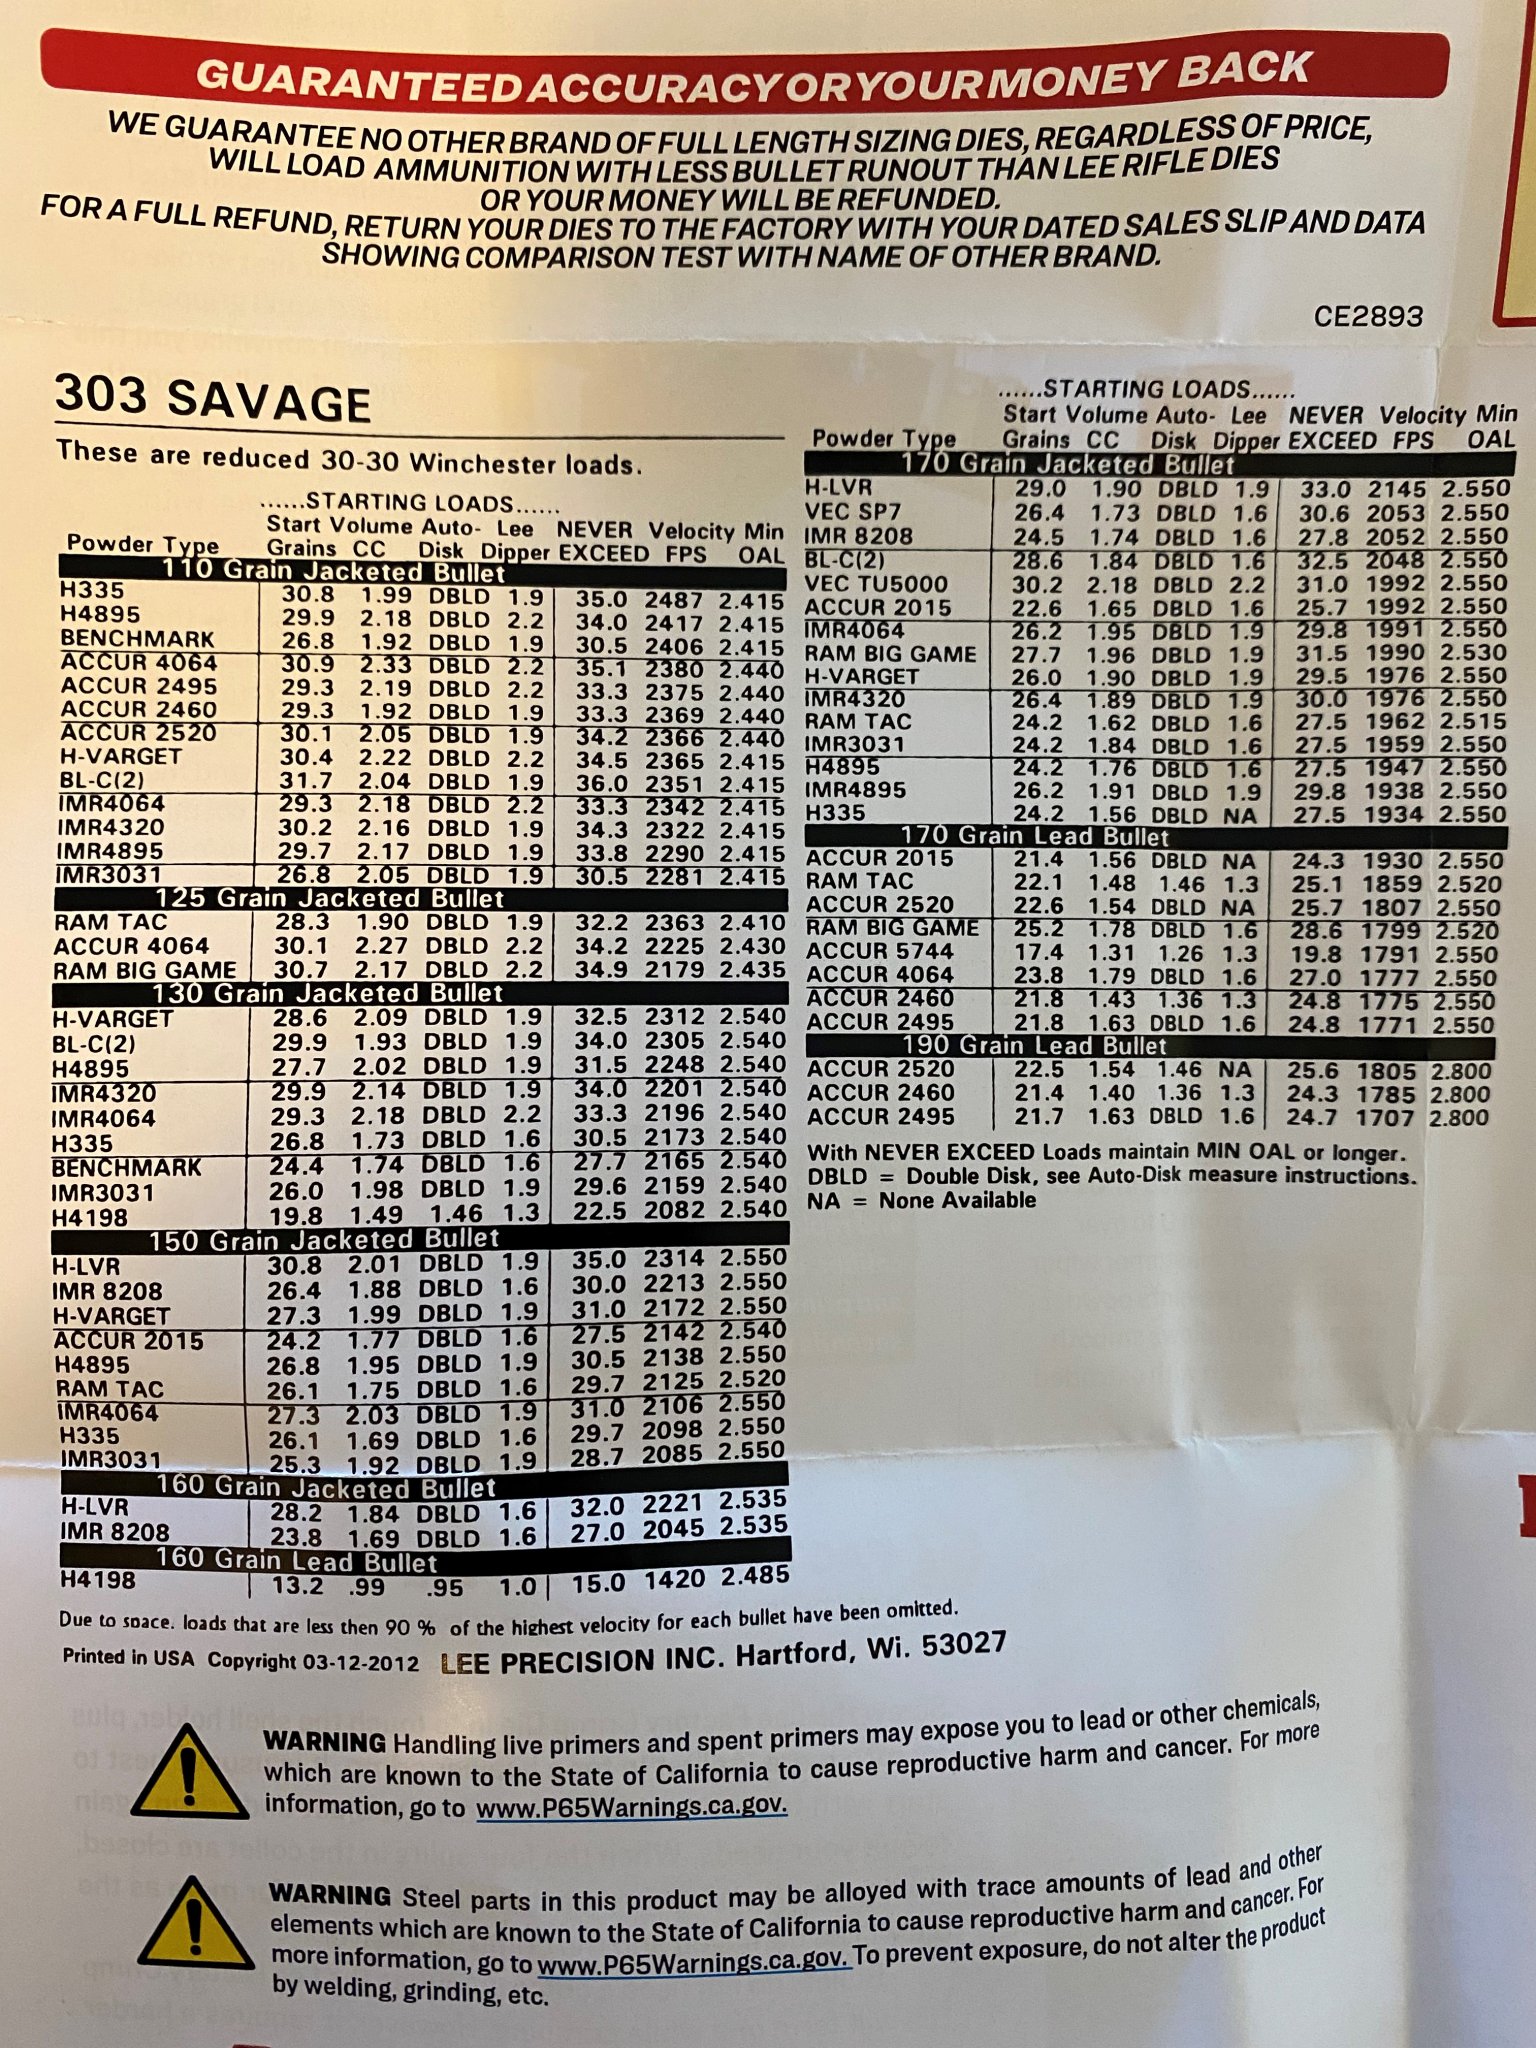 GUARANTEED ACCURACY OR YOUR MONEY BACK
WE GUARANTEE NO OTHER BRAND OF FULL LENGTH SIZING DIES, REGARDLESS OF PRICE,
WILL LOAD AMMUNITION WITH LESS BULLET RUNOUT THAN LEE RIFLE DIES
OR YOUR MONEY WILL BE REFUNDED.
FOR A FULL REFUND, RETURN YOUR DIES TO THE FACTORY WITH YOUR DATED SALES SLIP AND DATA
SHOWING COMPARISON TEST WITH NAME OF OTHER BRAND.
CE2893
303 SAVAGE
These are reduced 30-30 Winchester loads.
......STARTING LOADS......
Start Volume Auto- Lee NEVER Velocity Min
Powder Type Grains CC Disk Dipper EXCEED FPS OAL
110 Grain Jacketed Bullet
H335 30.8 1.99 DBLD 1.9 35.0 2487 2.415
H4895 29.9 2.18 DBLD 2.2 34.0 2417 2.415
BENCHMARK 26.8 1.92 DBLD 1.9 30.5 2406 2.415
ACCUR 4064 30.9 2.33 DBLD 2.2 35.1 2380 2.440
ACCUR 2495 29.3 2.19 DBLD 2.2 33.3 2375 2.440
ACCUR 2460 29.3 1.92 DBLD 1.9 33.3 2369 2.440
ACCUR 2520 30.1 2.05 DBLD 1.9 34.2 2366 2.440
H-VARGET 30.4 2.22 DBLD 2.2 34.5 2365 2.415
BL-C(2) 31.7 2.04 DBLD 1.9 36.0 2351 2.415
IMR4064 29.3 2.18 DBLD 2.2 33.3 2342 2.415
IMR4320 30.2 2.16 DBLD 1.9 34.3 2322 2.415
IMR4895 29.7 2.17 DBLD 1.9 33.8 2290 2.415
IMR3031 26.8 2.05 DBLD 1.9 30.5 2281 2.415
125 Grain Jacketed Bullet
RAM TAC 28.3 1.90 DBLD 1.9 32.2 2363 2.410
ACCUR 4064 30.1 2.27 DBLD 2.2 34.2 2225 2.430
RAM BIG GAME 30.7 2.17 DBLD 2.2 34.9 2179 2.435
130 Grain Jacketed Bullet
H-VARGET 28.6 2.09 DBLD 1.9 32.5 2312 2.540
BL-C(2) 29.9 1.93 DBLD 1.9 34.0 2305 2.540
H4895 27.7 2.02 DBLD 1.9 31.5 2248 2.540
IMR4320 29.9 2.14 DBLD 1.9 34.0 2201 2.540
IMR4064 29.3 2.18 DBLD 2.2 33.3 2196 2.540
H335 26.8 1.73 DBLD 1.6 30.5 2173 2.540
BENCHMARK 24.4 1.74 DBLD 1.6 27.7 2165 2.540
IMR3031 26.0 1.98 DBLD 1.9 29.6 2159 2.540
H4198 19.8 1.49 1.46 1.3 22.5 2082 2.540
150 Grain Jacketed Bullet
H-LVR 30.8 2.01 DBLD 1.9 35.0 2314 2.550
IMR 8208 26.4 1.88 DBLD 1.6 30.0 2213 2.550
H-VARGET 27.3 1.99 DBLD 1.9 31.0 2172 2.550
ACCUR 2015 24.2 1.77 DBLD 1.6 27.5 2142 2.540
H4895 26.8 1.95 DBLD 1.9 30.5 2138 2.550
RAM TAC 26.1 1.75 DBLD 1.6 29.7 2125 2.520
IMR4064 27.3 2.03 DBLD 1.9 31.0 2106 2.550
H335 26.1 1.69 DBLD 1.6 29.7 2098 2.550
IMR3031 25.3 1.92 DBLD 1.9 28.7 2085 2.550
160 Grain Jacketed Bullet
H-LVR 28.2 1.84 DBLD 1.6 32.0 2221 2.535
IMR 8208 23.8 1.69 DBLD 1.6 27.0 2045 2.535
160 Grain Lead Bullet
H4198 13.2 .99 .95 1.0 15.0 1420 2.485
......STARTING LOADS......
Start Volume Auto- Lee NEVER Velocity Min
Powder Type Grains CC Disk Dipper EXCEED FPS OAL
170 Grain Jacketed Bullet
H-LVR 29.0 1.90 DBLD 1.9 33.0 2145 2.550
VEC SP7 26.4 1.73 DBLD 1.6 30.6 2053 2.550
IMR 8208 24.5 1.74 DBLD 1.6 27.8 2052 2.550
BL-C(2) 28.6 1.84 DBLD 1.6 32.5 2048 2.550
VEC TU5000 30.2 2.18 DBLD 2.2 31.0 1992 2.550
ACCUR 2015 22.6 1.65 DBLD 1.6 25.7 1992 2.550
IMR4064 26.2 1.95 DBLD 1.9 29.8 1991 2.550
RAM BIG GAME 27.7 1.96 DBLD 1.9 31.5 1990 2.530
H-VARGET 26.0 1.90 DBLD 1.9 29.5 1976 2.550
IMR4320 26.4 1.89 DBLD 1.9 30.0 1976 2.550
RAM TAC 24.2 1.62 DBLD 1.6 27.5 1962 2.515
IMR3031 24.2 1.84 DBLD 1.6 27.5 1959 2.550
H4895 24.2 1.76 DBLD 1.6 27.5 1947 2.550
IMR4895 26.2 1.91 DBLD 1.9 29.8 1938 2.550
H335 24.2 1.56 DBLD NA 27.5 1934 2.550
170 Grain Lead Bullet
ACCUR 2015 21.4 1.56 DBLD NA 24.3 1930 2.550
RAM TAC 22.1 1.48 1.46 1.3 25.1 1859 2.520
ACCUR 2520 22.6 1.54 DBLD NA 25.7 1807 2.550
RAM BIG GAME 25.2 1.78 DBLD 1.6 28.6 1799 2.520
ACCUR 5744 17.4 1.31 1.26 1.3 19.8 1791 2.550
ACCUR 4064 23.8 1.79 DBLD 1.6 27.0 1777 2.550
ACCUR 2460 21.8 1.43 1.36 1.3 24.8 1775 2.550
ACCUR 2495 21.8 1.63 DBLD 1.6 24.8 1771 2.550
190 Grain Lead Bullet
ACCUR 2520 22.5 1.54 1.46 NA 25.6 1805 2.800
ACCUR 2460 21.4 1.40 1.36 1.3 24.3 1785 2.800
ACCUR 2495 21.7 1.63 DBLD 1.6 24.7 1707 2.800
With NEVER EXCEED Loads maintain MIN OAL or longer.
DBLD = Double Disk, see Auto-Disk measure instructions.
NA = None Available
Due to space. loads that are less then 90 % of the highest velocity for each bullet have been omitted.
Printed in USA Copyright 03-12-2012 LEE PRECISION INC. Hartford, Wi. 53027
WARNING Handling live primers and spent primers may expose you to lead or other chemicals,
which are known to the State of California to cause reproductive harm and cancer. For more
information, go to www.P65Warnings.ca.gov.
WARNING Steel parts in this product may be alloyed with trace amounts of lead and other
elements which are known to the State of California to cause reproductive harm and cancer. For
more information, go to www.P65Warnings.ca.gov. To prevent exposure, do not alter the product
by welding, grinding, etc.